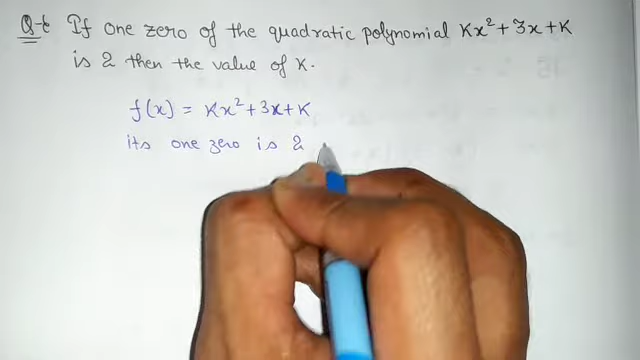 Q-6 If one zero of the quadratic polynomial Kx²+3x+K
is 2 then the value of K.
f(x) = Kx²+3x+K
its one zero is 2